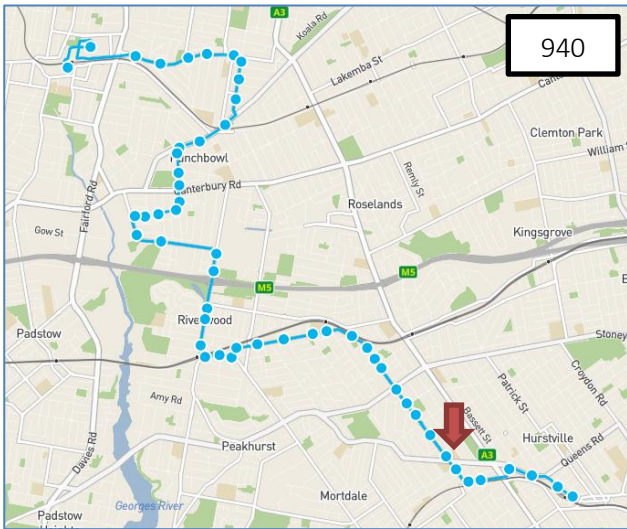 A3
Koala Rd
940
Lakemba St
Clemton Park
William
Punchbowl
Canterbury Rd
Remly St
Roselands
Fairford Rd
Gow St
Kingsgrove
M5
M5
Riverwood
Padstow
Stoney
Amy Rd
Patrick St
Croydon Rd
Bassett St
Peakhurst
Hurstville
Queens Rd
A3
Davies Rd
Mortdale
Georges River
Padstow